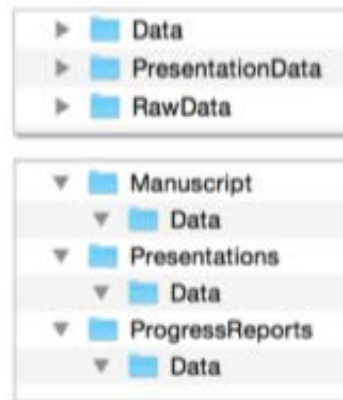 Data
PresentationData
RawData
Manuscript
Data
Presentations
Data
ProgressReports
Data